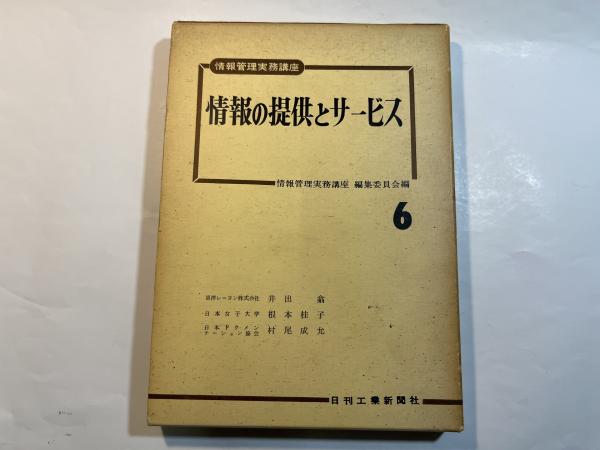 情報管理実務講座
情報の提供とサービス
情報管理実務講座 編集委員会編
6
東洋レーヨン株式会社 井出 翕
日本女子大学 根本桂子
日本ドクメン
テーション協会 村尾成允
日刊工業新聞社